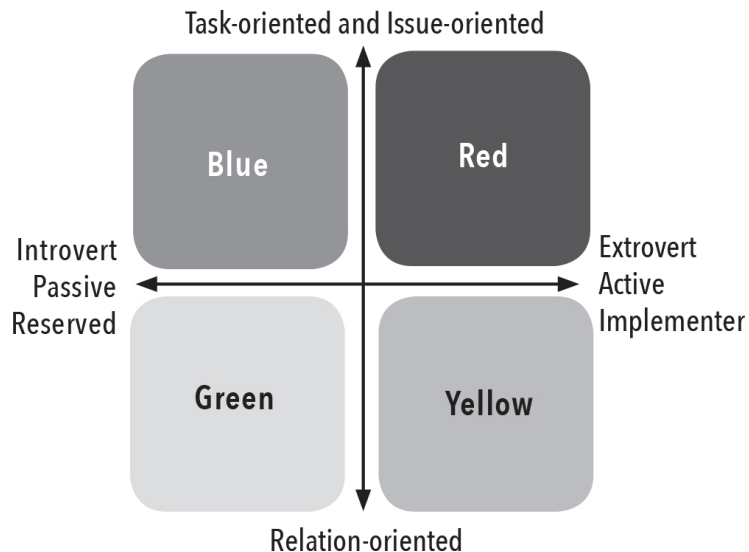 Task-oriented and Issue-oriented
Blue
Red
Introvert
Passive
Reserved
Extrovert
Active
Implementer
Green
Yellow
Relation-oriented